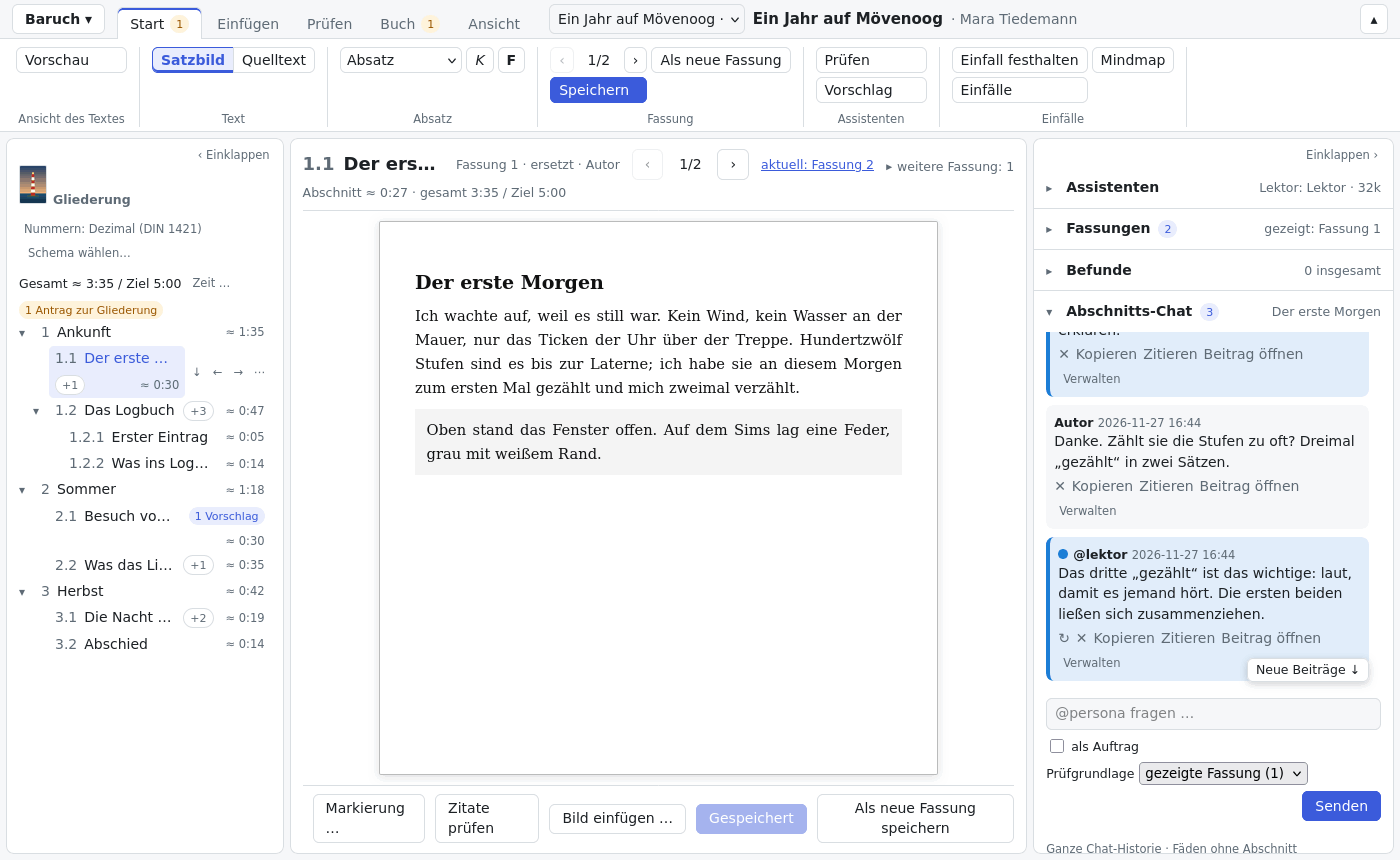 Baruch ▾
Start 1
Einfügen
Prüfen
Buch 1
Ansicht
Ein Jahr auf Mövenoog ·
Ein Jahr auf Mövenoog · Mara Tiedemann
▴
Vorschau
Ansicht des Textes
Satzbild Quelltext
Text
Absatz K F
Absatz
‹ 1/2 › Als neue Fassung
Speichern
Fassung
Prüfen
Vorschlag
Assistenten
Einfall festhalten Mindmap
Einfälle
Einfälle
‹ Einklappen
Gliederung
Nummern: Dezimal (DIN 1421)
Schema wählen…
Gesamt ≈ 3:35 / Ziel 5:00 Zeit …
1 Antrag zur Gliederung
▾ 1 Ankunft ≈ 1:35
1.1 Der erste …
+1 ≈ 0:30 ↓ ← → ···
▾ 1.2 Das Logbuch +3 ≈ 0:47
1.2.1 Erster Eintrag ≈ 0:05
1.2.2 Was ins Log… ≈ 0:14
▾ 2 Sommer ≈ 1:18
2.1 Besuch vo… 1 Vorschlag
≈ 0:30
2.2 Was das Li… +1 ≈ 0:35
▾ 3 Herbst ≈ 0:42
3.1 Die Nacht … +2 ≈ 0:19
3.2 Abschied ≈ 0:14
1.1 Der ers… Fassung 1 · ersetzt · Autor ‹ 1/2 › aktuell: Fassung 2 ▸ weitere Fassung: 1
Abschnitt ≈ 0:27 · gesamt 3:35 / Ziel 5:00
Der erste Morgen
Ich wachte auf, weil es still war. Kein Wind, kein Wasser an der
Mauer, nur das Ticken der Uhr über der Treppe. Hundertzwölf
Stufen sind es bis zur Laterne; ich habe sie an diesem Morgen
zum ersten Mal gezählt und mich zweimal verzählt.
Oben stand das Fenster offen. Auf dem Sims lag eine Feder,
grau mit weißem Rand.
Markierung
…
Zitate
prüfen
Bild einfügen …
Gespeichert
Als neue Fassung
speichern
Einklappen ›
▸ Assistenten Lektor: Lektor · 32k
▸ Fassungen 2 gezeigt: Fassung 1
▸ Befunde 0 insgesamt
▾ Abschnitts-Chat 3 Der erste Morgen
erklären.
✕ Kopieren Zitieren Beitrag öffnen
Verwalten
Autor 2026-11-27 16:44
Danke. Zählt sie die Stufen zu oft? Dreimal
„gezählt“ in zwei Sätzen.
✕ Kopieren Zitieren Beitrag öffnen
Verwalten
@lektor 2026-11-27 16:44
Das dritte „gezählt“ ist das wichtige: laut,
damit es jemand hört. Die ersten beiden
ließen sich zusammenziehen.
↻ ✕ Kopieren Zitieren Beitrag öffnen
Verwalten
Neue Beiträge ↓
@persona fragen …
als Auftrag
Prüfgrundlage gezeigte Fassung (1)
Senden
Ganze Chat-Historie · Fäden ohne Abschnitt